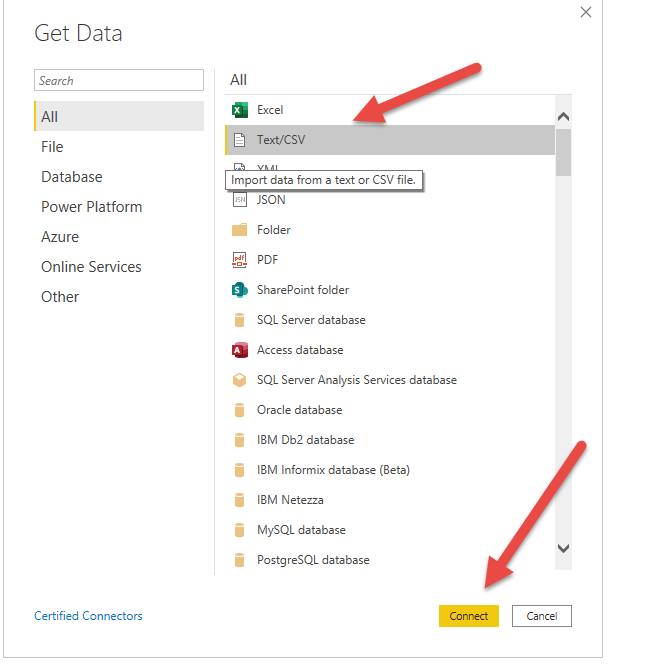 Get Data
Search
All
File
Database
Power Platform
Azure
Online Services
Other
All
Excel
Text/CSV
XML
Import data from a text or CSV file.
JSON
Folder
PDF
SharePoint folder
SQL Server database
Access database
SQL Server Analysis Services database
Oracle database
IBM Db2 database
IBM Informix database (Beta)
IBM Netezza
MySQL database
PostgreSQL database
Certified Connectors
Connect
Cancel